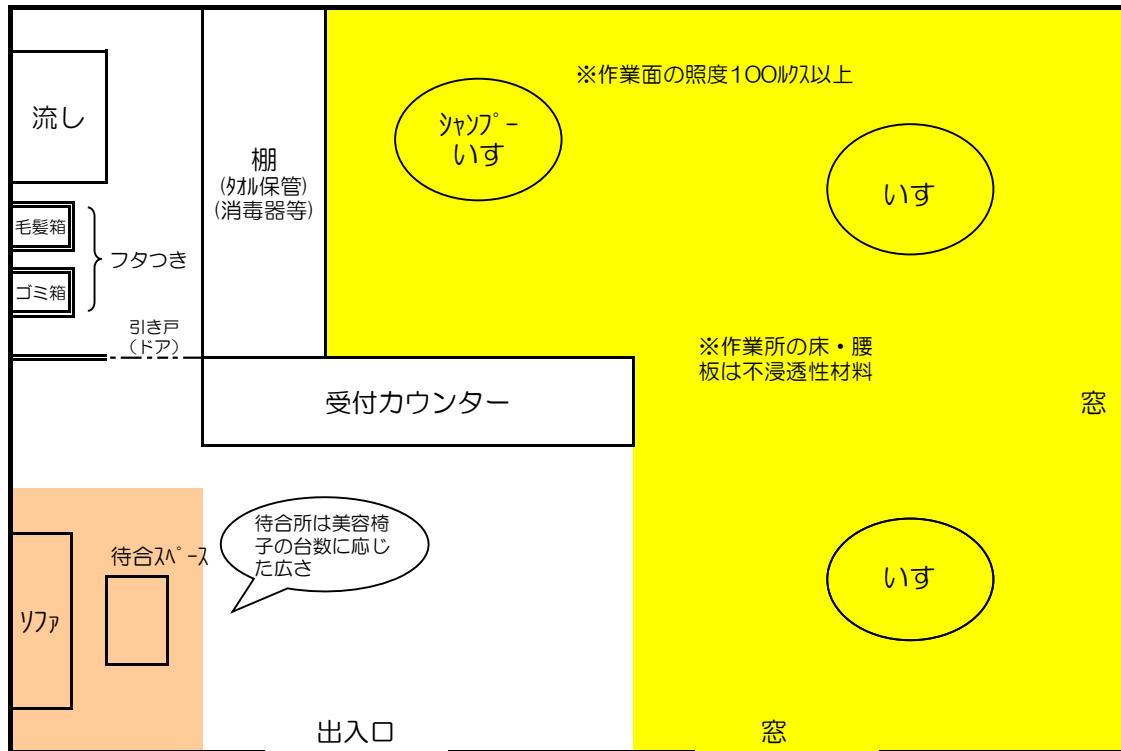 ※作業面の照度100ﾙｸｽ以上
流し
ｼｬﾝﾌﾟｰ
いす
棚
(ﾀｵﾙ保管)
(消毒器等)
いす
毛髪箱
フタつき
ゴミ箱
引き戸
（ドア）
※作業所の床・腰
板は不浸透性材料
受付カウンター
窓
待合所は美容椅
子の台数に応じ
た広さ
待合ｽﾍﾟｰｽ
いす
ｿﾌｧ
出入口
窓